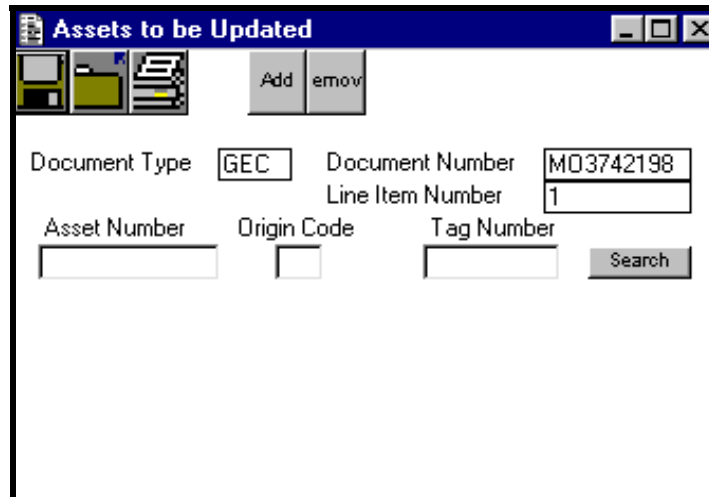 Assets to be Updated
Add emov
Document Type GEC Document Number MO3742198
Line Item Number 1
Asset Number Origin Code Tag Number
Search